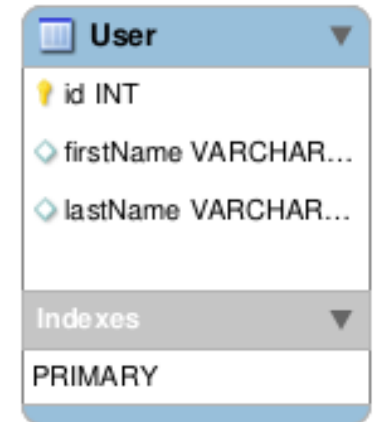 User
id INT
firstName VARCHAR...
lastName VARCHAR...
Indexes
PRIMARY